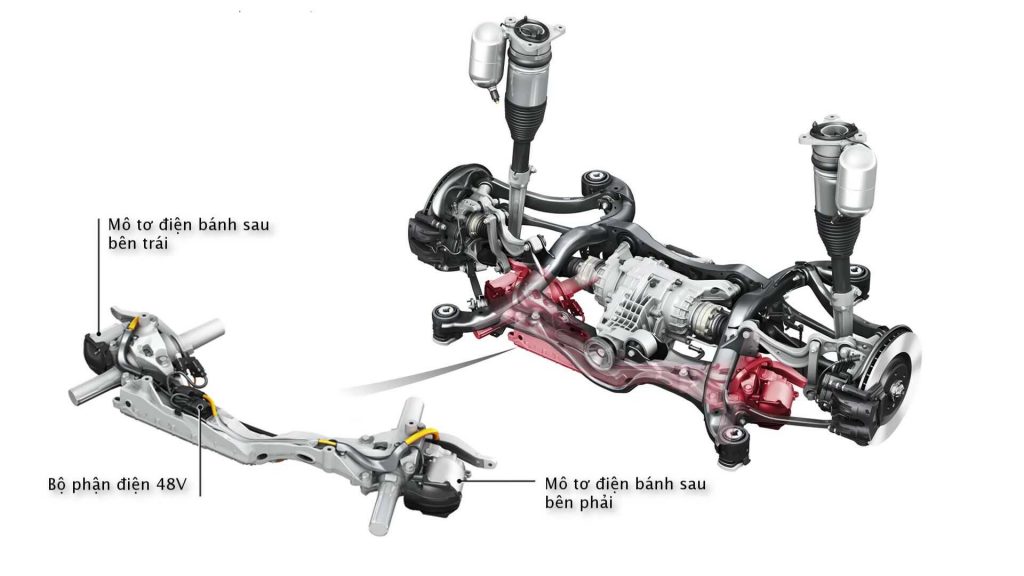 Mô tơ điện bánh sau
bên trái
Bộ phận điện 48V
Mô tơ điện bánh sau
bên phải